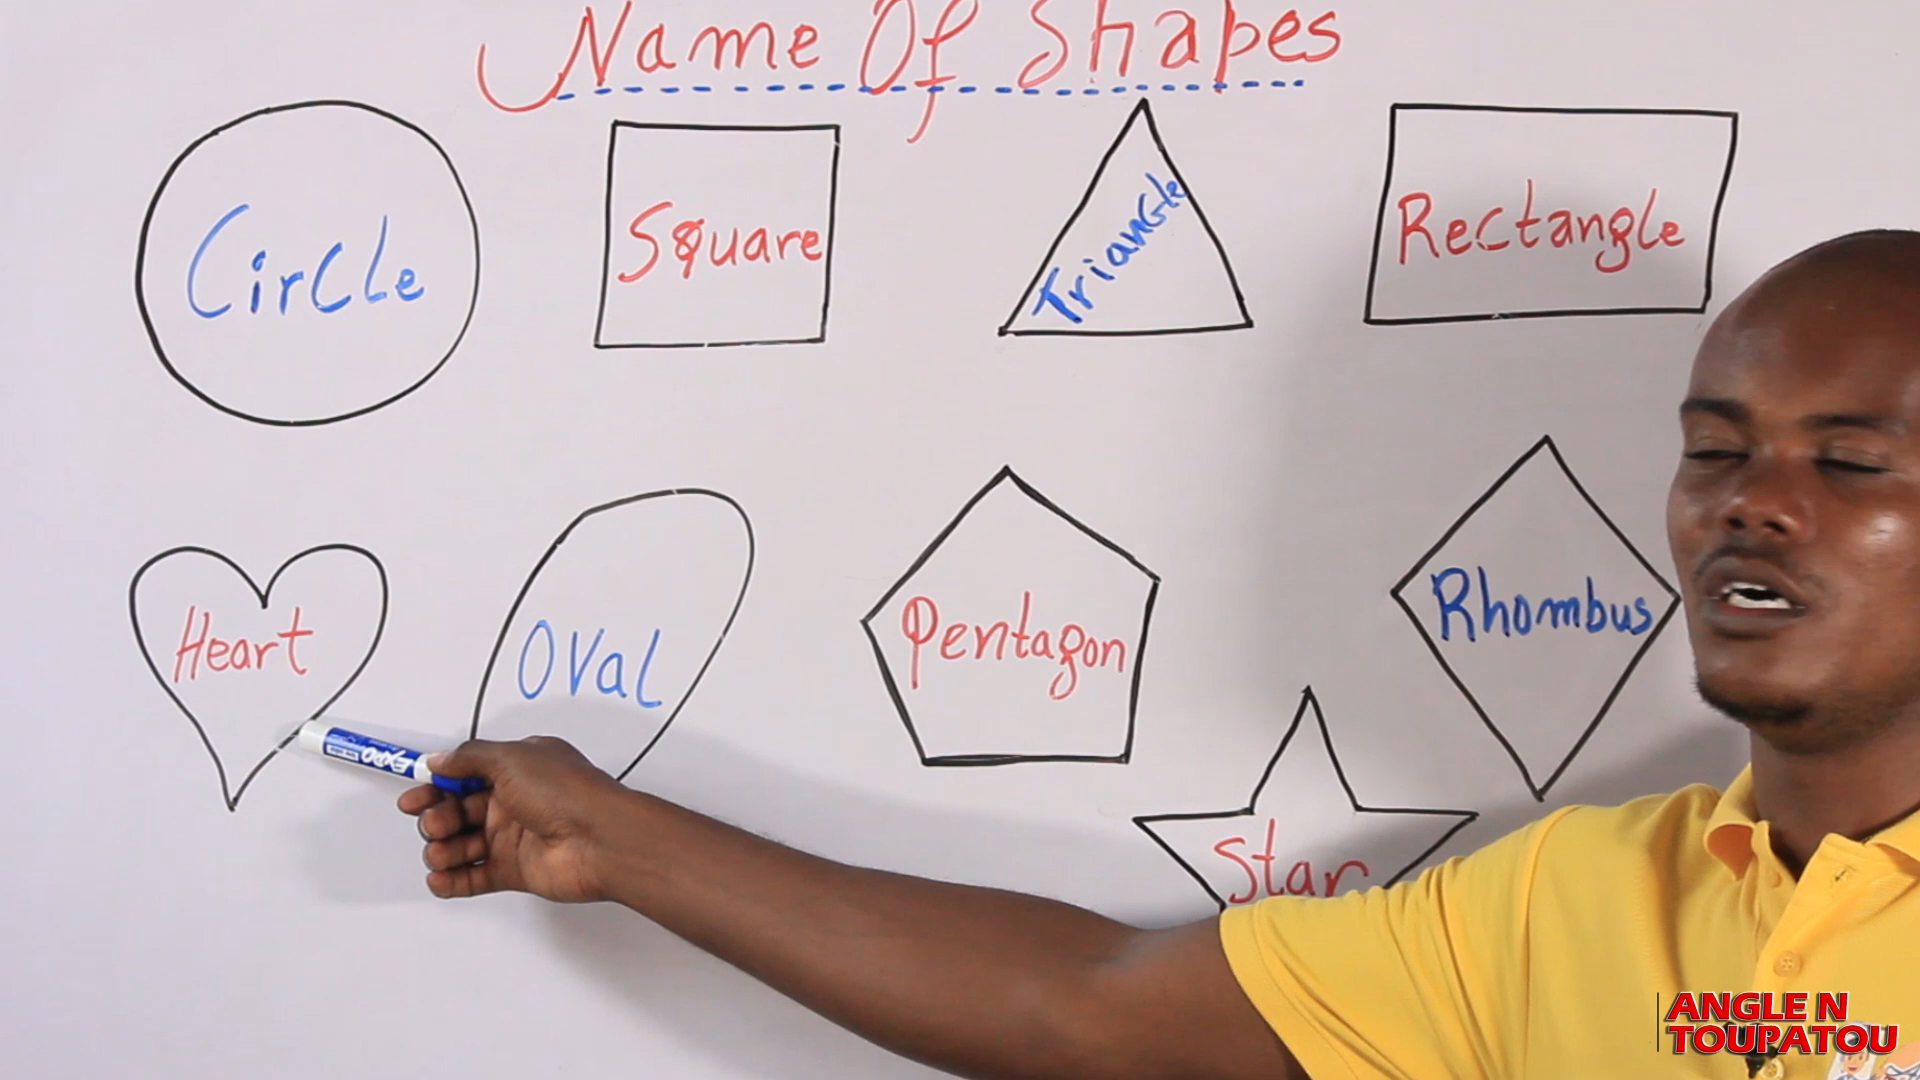 Name Of Shapes
Circle
Square
Triangle
Rectangle
Heart
Oval
Pentagon
Rhombus
Star
EXPO
ANGLE N
TOUPATOU